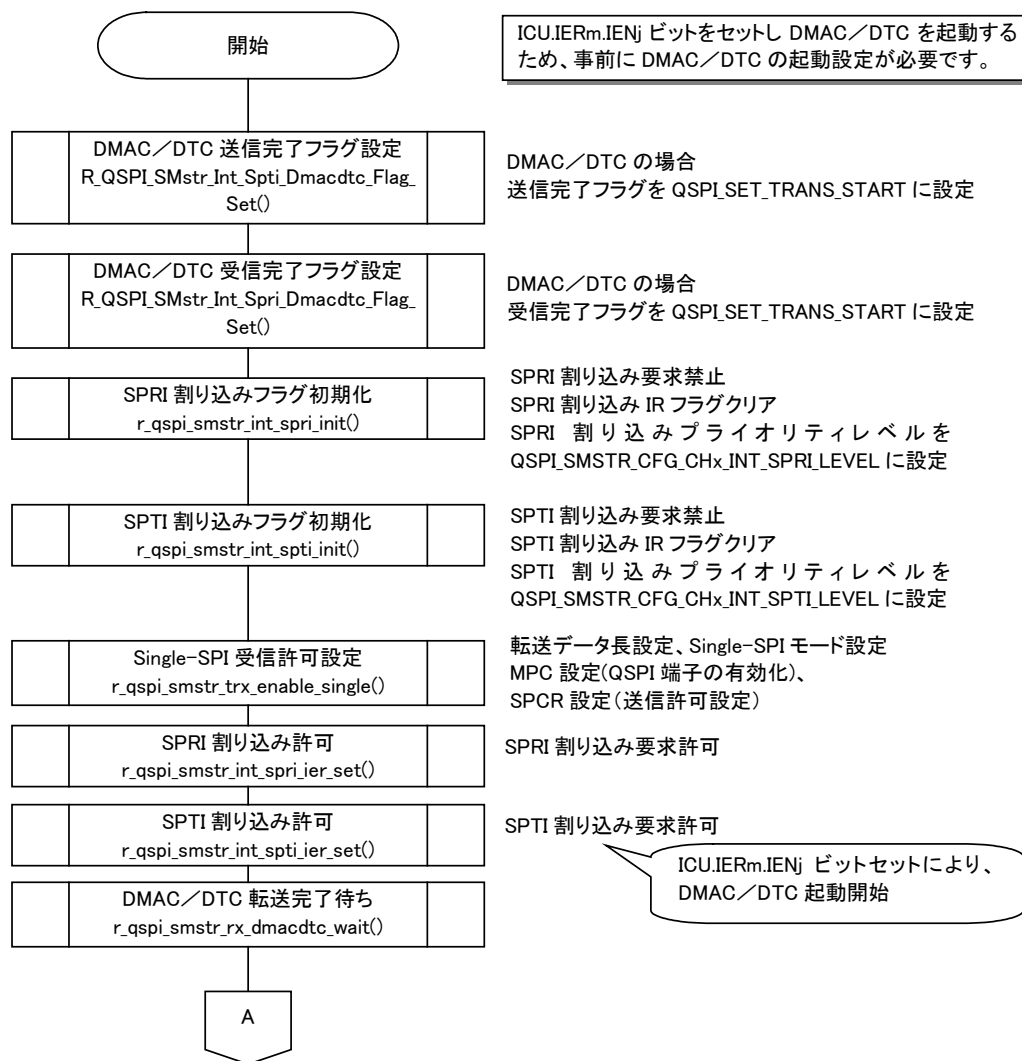 開始
ICU.IERm.IENj ビットをセットし DMAC／DTC を起動する
ため、事前に DMAC／DTC の起動設定が必要です。
DMAC／DTC 送信完了フラグ設定
R_QSPI_SMstr_Int_Spti_Dmacdtc_Flag_
Set()
DMAC／DTC の場合
送信完了フラグを QSPI_SET_TRANS_START に設定
DMAC／DTC 受信完了フラグ設定
R_QSPI_SMstr_Int_Spri_Dmacdtc_Flag_
Set()
DMAC／DTC の場合
受信完了フラグを QSPI_SET_TRANS_START に設定
SPRI 割り込みフラグ初期化
r_qspi_smstr_int_spri_init()
SPRI 割り込み要求禁止
SPRI 割り込み IR フラグクリア
SPRI 割り込みプライオリティレベルを
QSPI_SMSTR_CFG_CHx_INT_SPRI_LEVEL に設定
SPTI 割り込みフラグ初期化
r_qspi_smstr_int_spti_init()
SPTI 割り込み要求禁止
SPTI 割り込み IR フラグクリア
SPTI 割り込みプライオリティレベルを
QSPI_SMSTR_CFG_CHx_INT_SPTI_LEVEL に設定
Single-SPI 受信許可設定
r_qspi_smstr_trx_enable_single()
転送データ長設定、Single-SPI モード設定
MPC 設定(QSPI 端子の有効化)、
SPCR 設定（送信許可設定）
SPRI 割り込み許可
r_qspi_smstr_int_spri_ier_set()
SPRI 割り込み要求許可
SPTI 割り込み許可
r_qspi_smstr_int_spti_ier_set()
SPTI 割り込み要求許可
ICU.IERm.IENj ビットセットにより、
DMAC／DTC 起動開始
DMAC／DTC 転送完了待ち
r_qspi_smstr_rx_dmacdtc_wait()
A